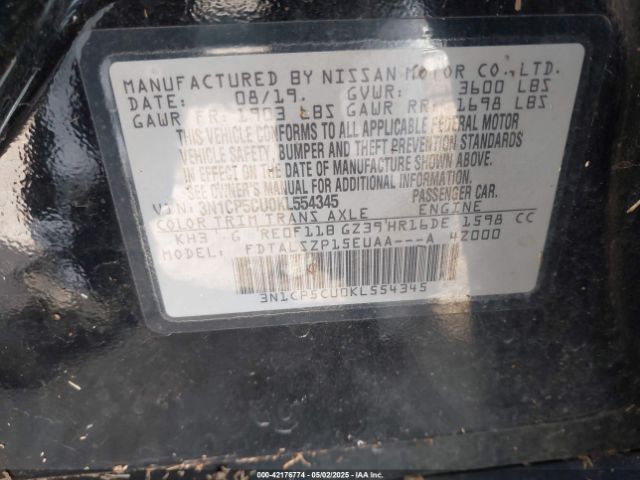 MANUFACTURED BY NISSAN MOTOR CO., LTD.
DATE: 08/19. GVWR: 3600 LBS
GAWR FR: 1903 LBS GAWR RR: 1698 LBS
THIS VEHICLE CONFORMS TO ALL APPLICABLE FEDERAL MOTOR
VEHICLE SAFETY, BUMPER AND THEFT PREVENTION STANDARDS
IN EFFECT ON THE DATE OF MANUFACTURE SHOWN ABOVE.
SEE OWNER'S MANUAL FOR ADDITIONAL INFORMATION.
VIN: 3N1CP5CU0KL554345 PASSENGER CAR.
COLOR TRIM TRANS AXLE ENGINE
KH3 G RE0F11B GZ39 HR16DE 1598 CC
MODEL: FDTALSZP15EUAA---A 4Z000
3N1CP5CU0KL554345
000-42176774 - 05/02/2025 - IAAI.COM